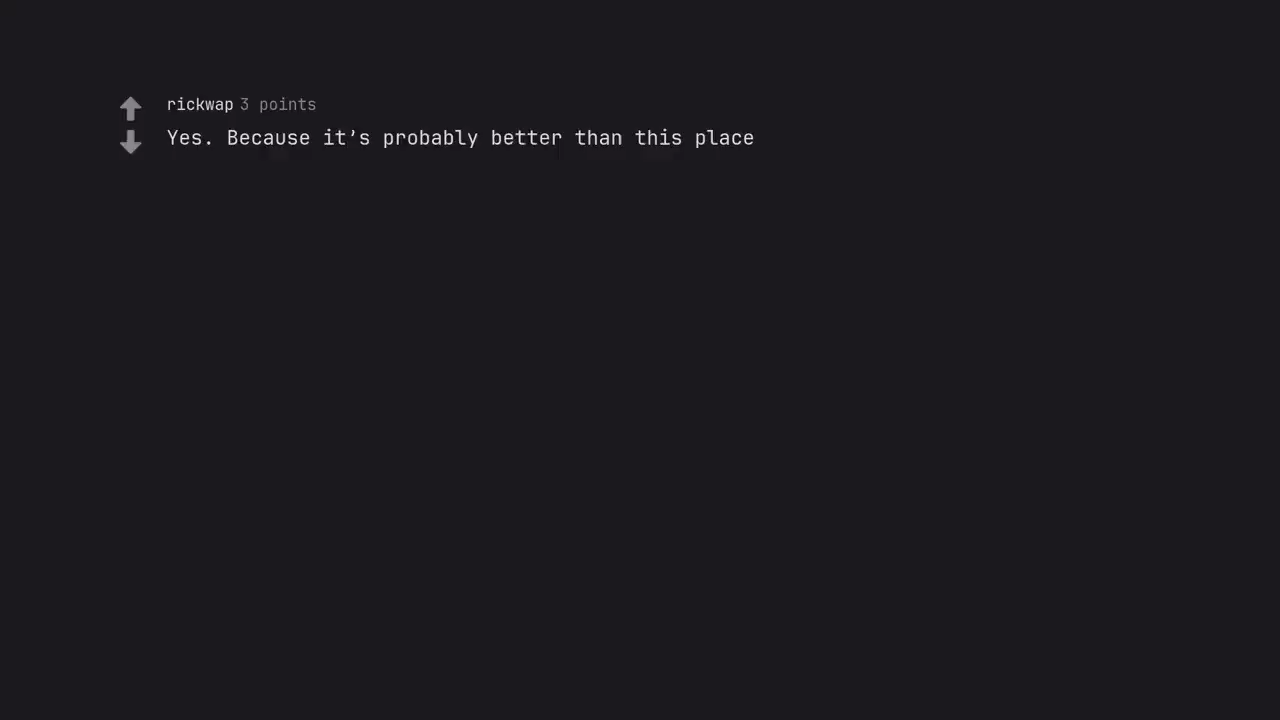 rickwap 3 points
Yes. Because it’s probably better than this place